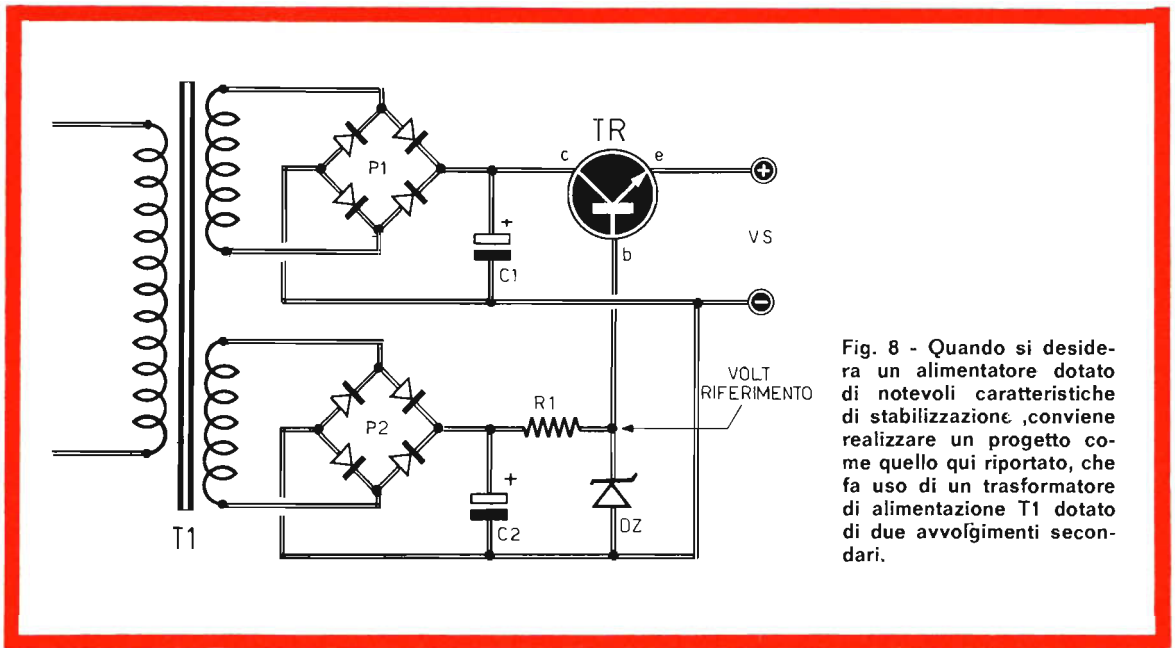 TR
P1
c
e
+
VS
+
C1
b
−
VOLT
RIFERIMENTO
R1
P2
+
C2
DZ
T1
Fig. 8 - Quando si deside-
ra un alimentatore dotato
di notevoli caratteristiche
di stabilizzazione ,conviene
realizzare un progetto co-
me quello qui riportato, che
fa uso di un trasformatore
di alimentazione T1 dotato
di due avvolgimenti secon-
dari.